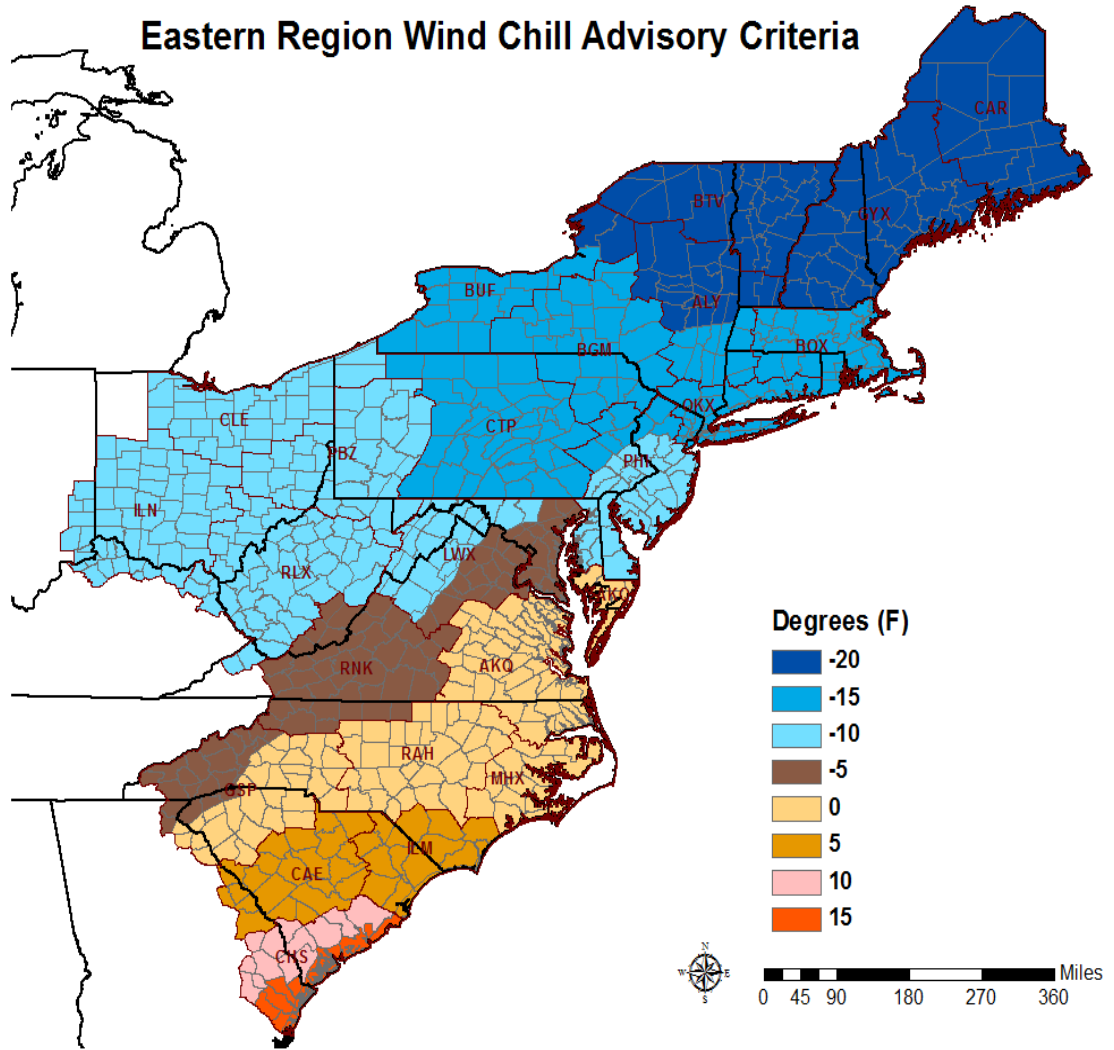 Eastern Region Wind Chill Advisory Criteria
CAR
BTV
GYX
BUF
ALY
BOX
BGM
CLE
CTP
OKX
PBZ
PHI
ILN
LWX
RLX
AKQ
RNK
AKQ
RAH
MHX
GSP
ILM
CAE
CHS
Degrees (F)
-20
-15
-10
-5
0
5
10
15
N
W E
S
Miles
0 45 90 180 270 360